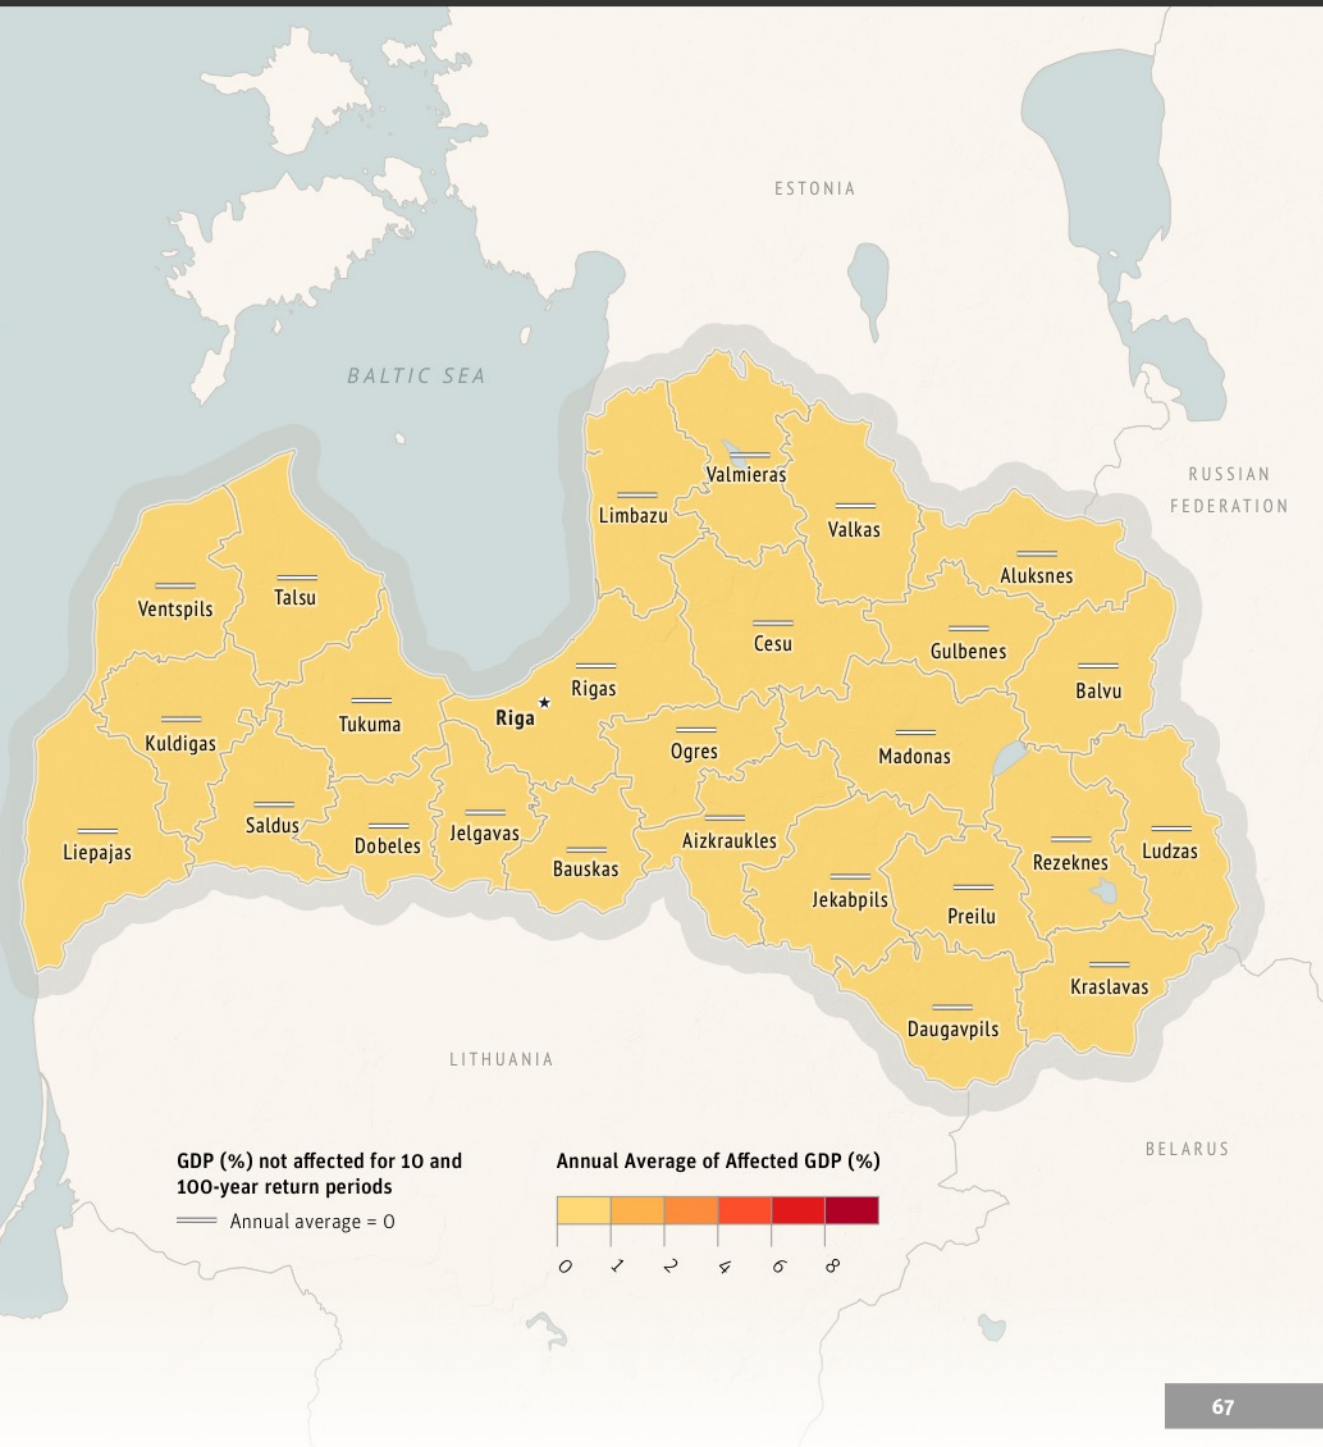 ESTONIA
BALTIC SEA
RUSSIAN
FEDERATION
Valmieras
Limbazu
Valkas
Aluksnes
Talsu
Ventspils
Cesu
Gulbenes
Rigas
Balvu
Riga
Tukuma
Kuldigas
Ogres
Madonas
Saldus
Jelgavas
Aizkraukles
Dobeles
Liepajas
Ludzas
Rezeknes
Bauskas
Jekabpils
Preilu
Kraslavas
Daugavpils
LITHUANIA
BELARUS
GDP (%) not affected for 10 and
100-year return periods
Annual average = 0
Annual Average of Affected GDP (%)
0 1 2 4 6 8
67